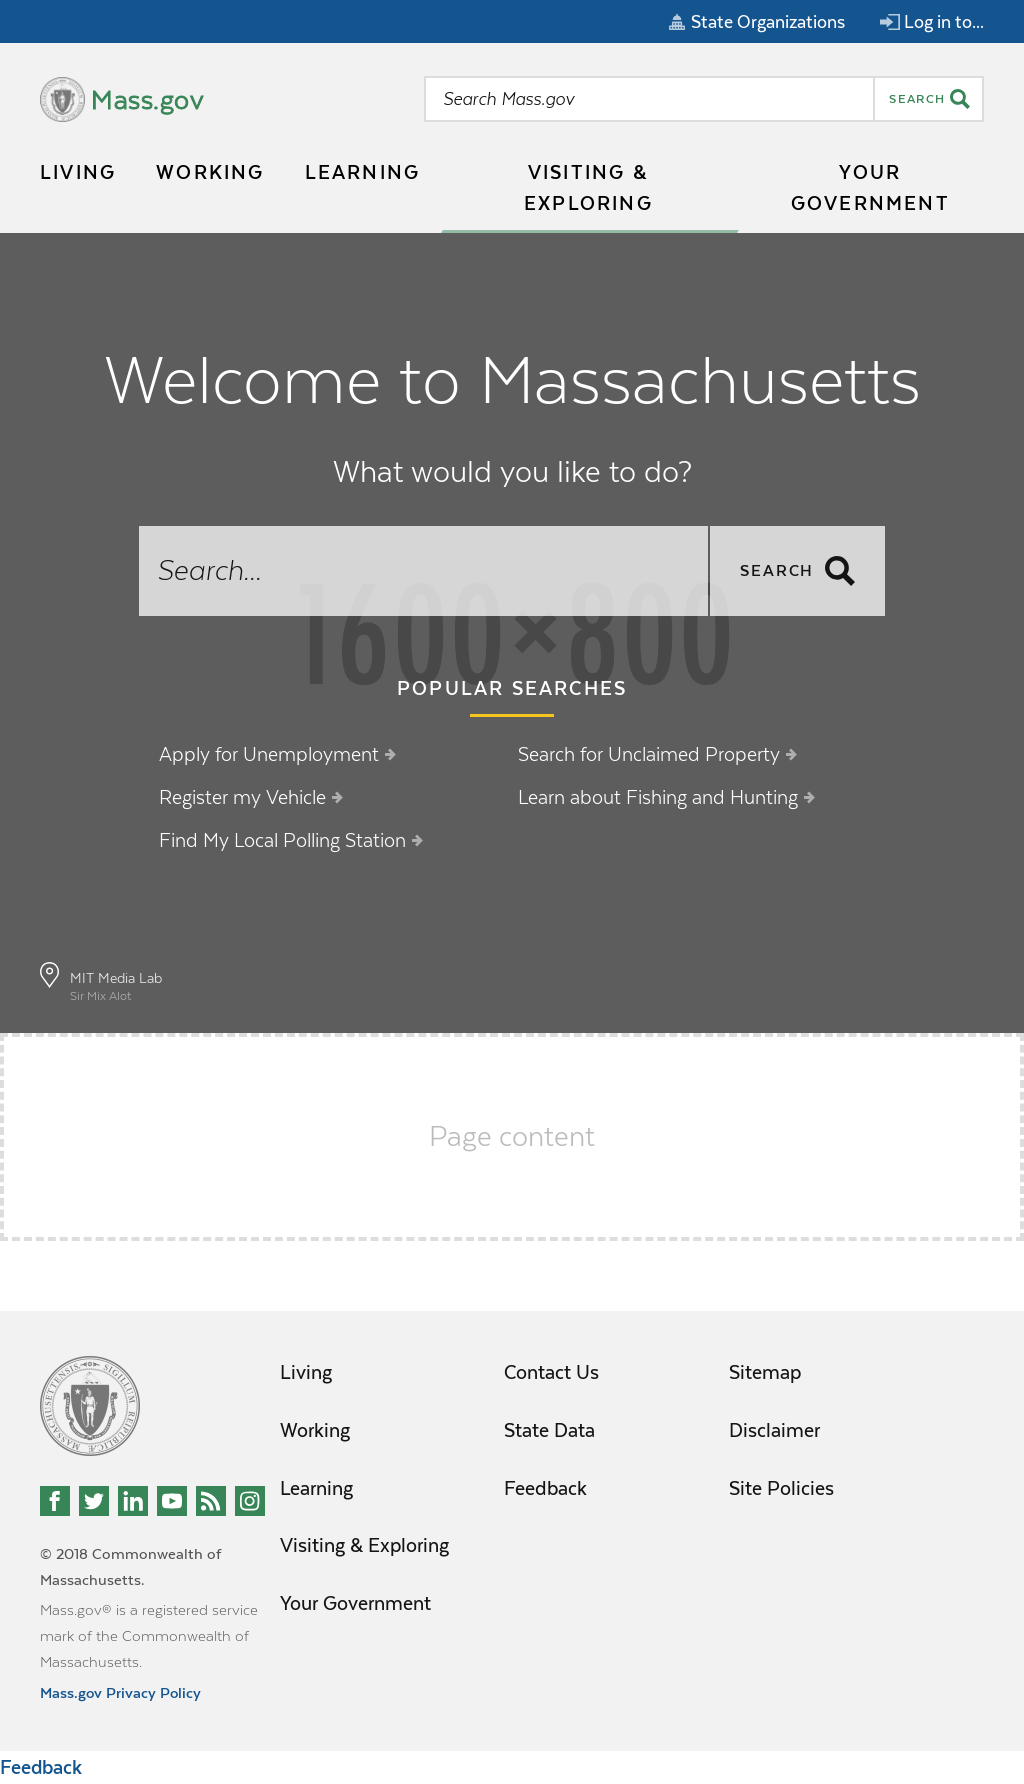 State Organizations
Log in to...
Mass.gov
Search Mass.gov
SEARCH
LIVING
WORKING
LEARNING
VISITING &
EXPLORING
YOUR
GOVERNMENT
Welcome to Massachusetts
What would you like to do?
Search...
SEARCH
1600×800
POPULAR SEARCHES
Apply for Unemployment
Search for Unclaimed Property
Register my Vehicle
Learn about Fishing and Hunting
Find My Local Polling Station
MIT Media Lab
Sir Mix Alot
Page content
Living
Contact Us
Sitemap
Working
State Data
Disclaimer
Learning
Feedback
Site Policies
Visiting & Exploring
Your Government
© 2018 Commonwealth of
Massachusetts.
Mass.gov® is a registered service
mark of the Commonwealth of
Massachusetts.
Mass.gov Privacy Policy
Feedback